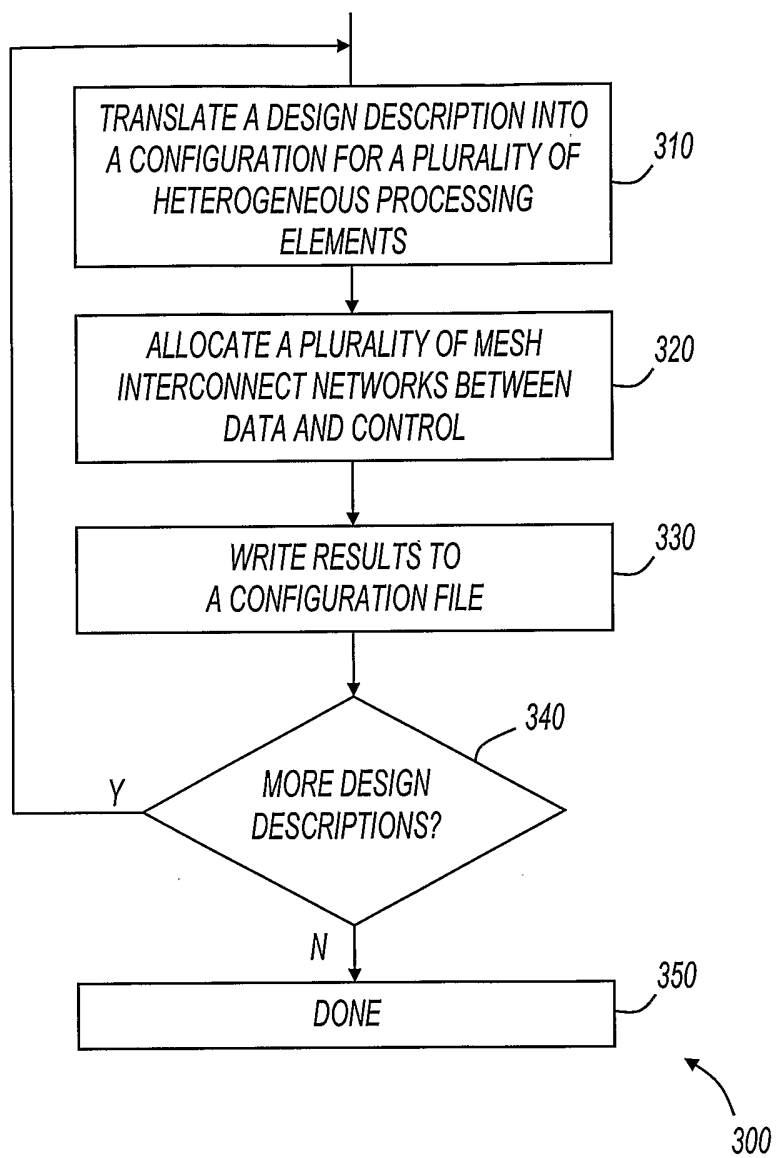 TRANSLATE A DESIGN DESCRIPTION INTO
A CONFIGURATION FOR A PLURALITY OF
HETEROGENEOUS PROCESSING
ELEMENTS
310
ALLOCATE A PLURALITY OF MESH
INTERCONNECT NETWORKS BETWEEN
DATA AND CONTROL
320
WRITE RESULTS TO
A CONFIGURATION FILE
330
340
MORE DESIGN
DESCRIPTIONS?
Y
N
DONE
350
300